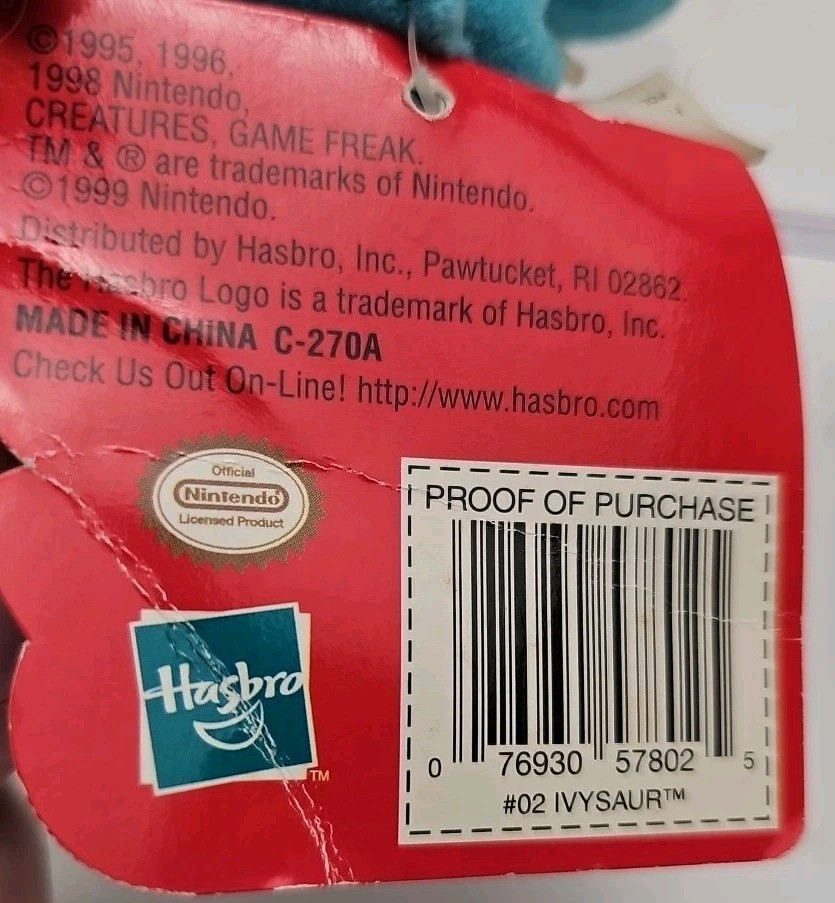 ©1995, 1996,
1998 Nintendo,
CREATURES, GAME FREAK.
TM & ® are trademarks of Nintendo.
©1999 Nintendo.
Distributed by Hasbro, Inc., Pawtucket, RI 02862.
The Hasbro Logo is a trademark of Hasbro, Inc.
MADE IN CHINA C-270A
Check Us Out On-Line! http://www.hasbro.com
Official
Nintendo®
Licensed Product
Hasbro
TM
PROOF OF PURCHASE
0 76930 57802 5
#02 IVYSAUR™